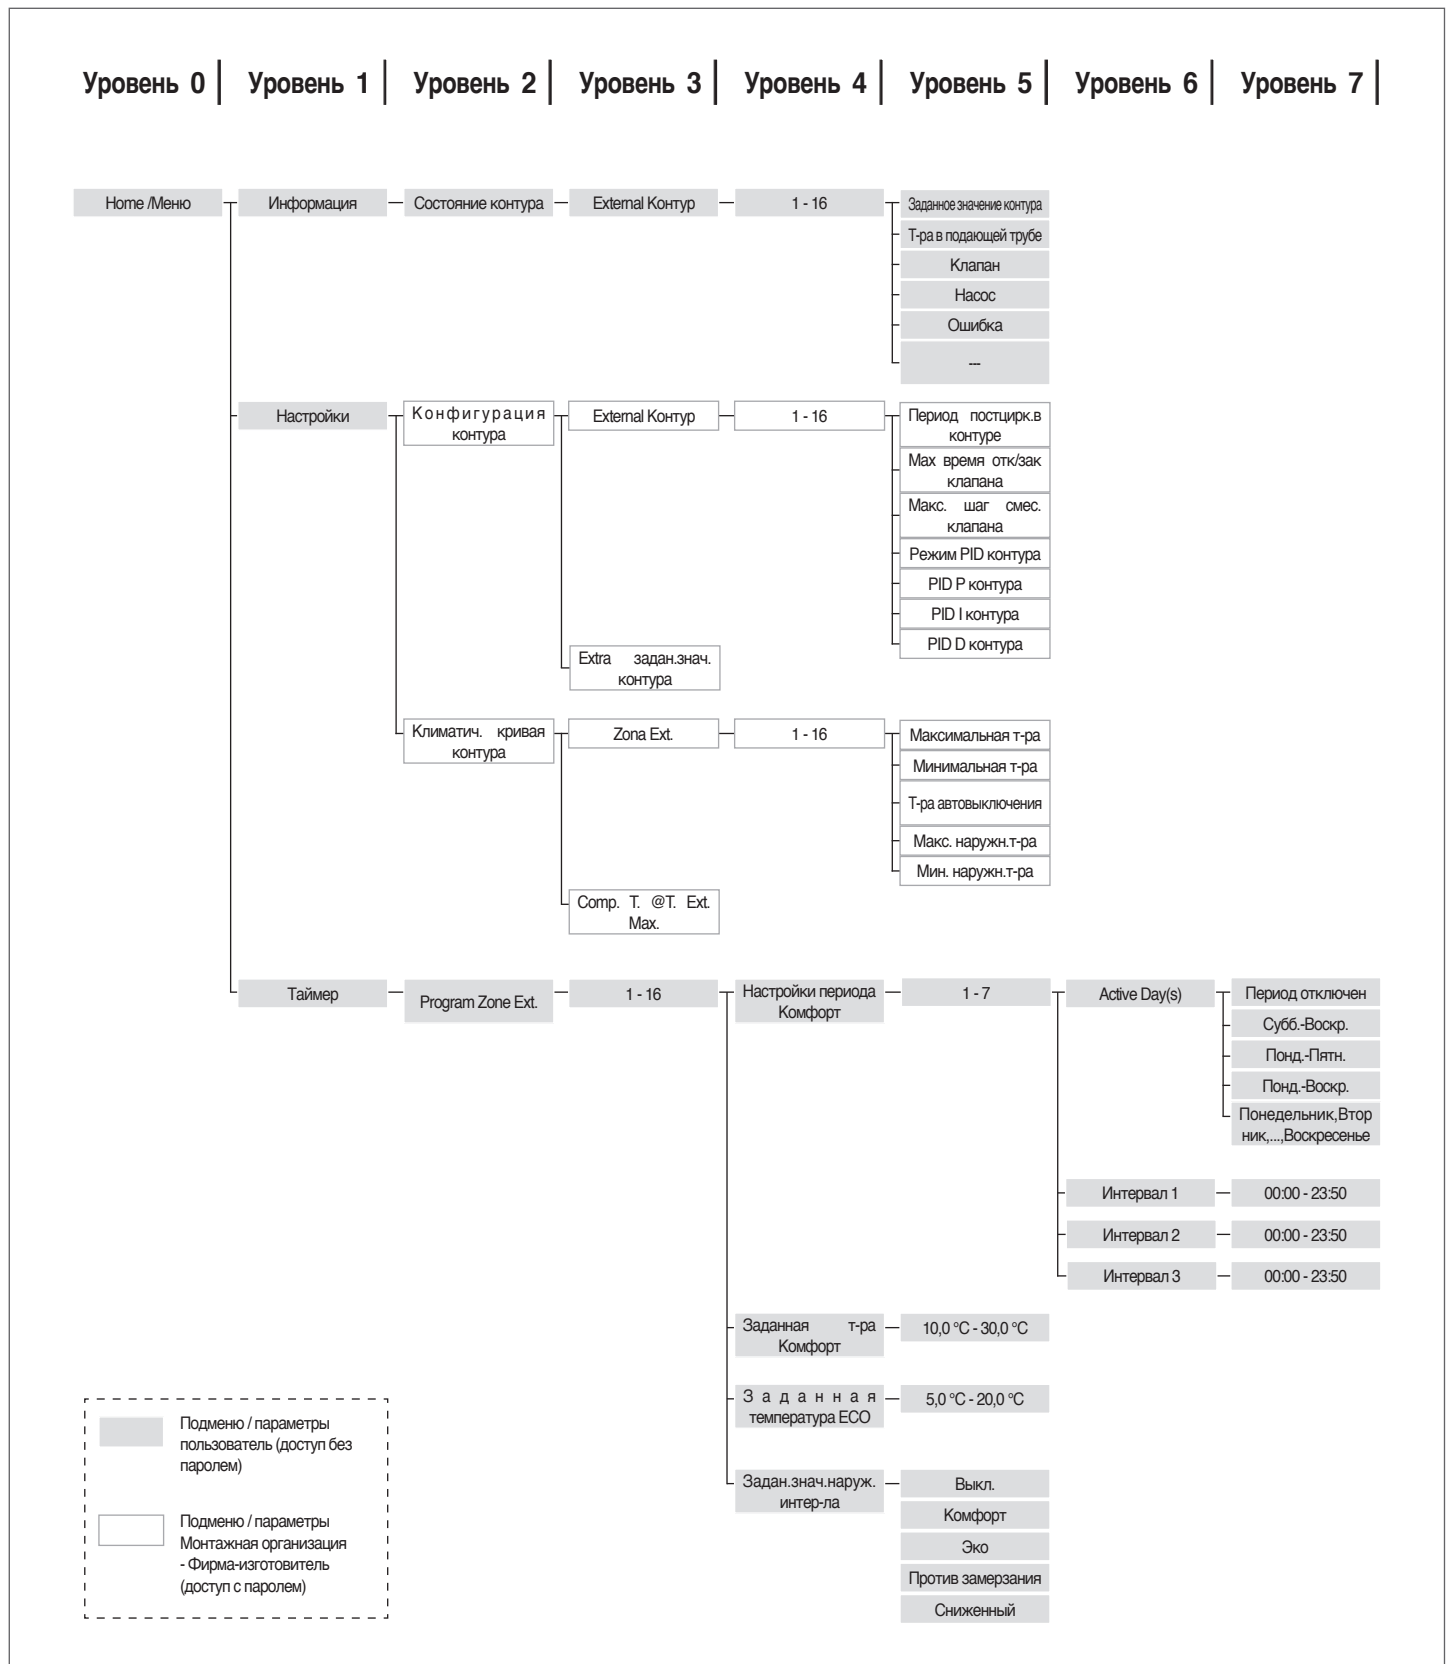 Уровень 0 Уровень 1 Уровень 2 Уровень 3 Уровень 4 Уровень 5 Уровень 6 Уровень 7
Home /Меню Информация Состояние контура External Контур 1 - 16 Заданное значение контура
Т-ра в подающей трубе
Клапан
Насос
Ошибка
---
Настройки Конфигурация контура External Контур 1 - 16 Период постцирк.в
контуре
Max время отк/зак
клапана
Макс. шаг смес.
клапана
Режим PID контура
PID P контура
PID I контура
PID D контура
Extra задан.знач.
контура
Климатич. кривая
контура
Zona Ext. 1 - 16 Максимальная т-ра
Минимальная т-ра
Т-ра автовыключения
Макс. наружн.т-ра
Мин. наружн.т-ра
Comp. T. @T. Ext.
Max.
Таймер Program Zone Ext. 1 - 16 Настройки периода
Комфорт
1 - 7 Active Day(s) Период отключен
Субб.-Воскр.
Понд.-Пятн.
Понд.-Воскр.
Понедельник,Втор
ник,...,Воскресенье
Интервал 1 00:00 - 23:50
Интервал 2 00:00 - 23:50
Интервал 3 00:00 - 23:50
Заданная т-ра
Комфорт
10,0 °C - 30,0 °C
Заданная
температура ECO
5,0 °C - 20,0 °C
Задан.знач.наруж.
интер-ла
Выкл.
Комфорт
Эко
Против замерзания
Сниженный
Подменю / параметры
пользователь (доступ без
паролем)
Подменю / параметры
Монтажная организация
- Фирма-изготовитель
(доступ с паролем)